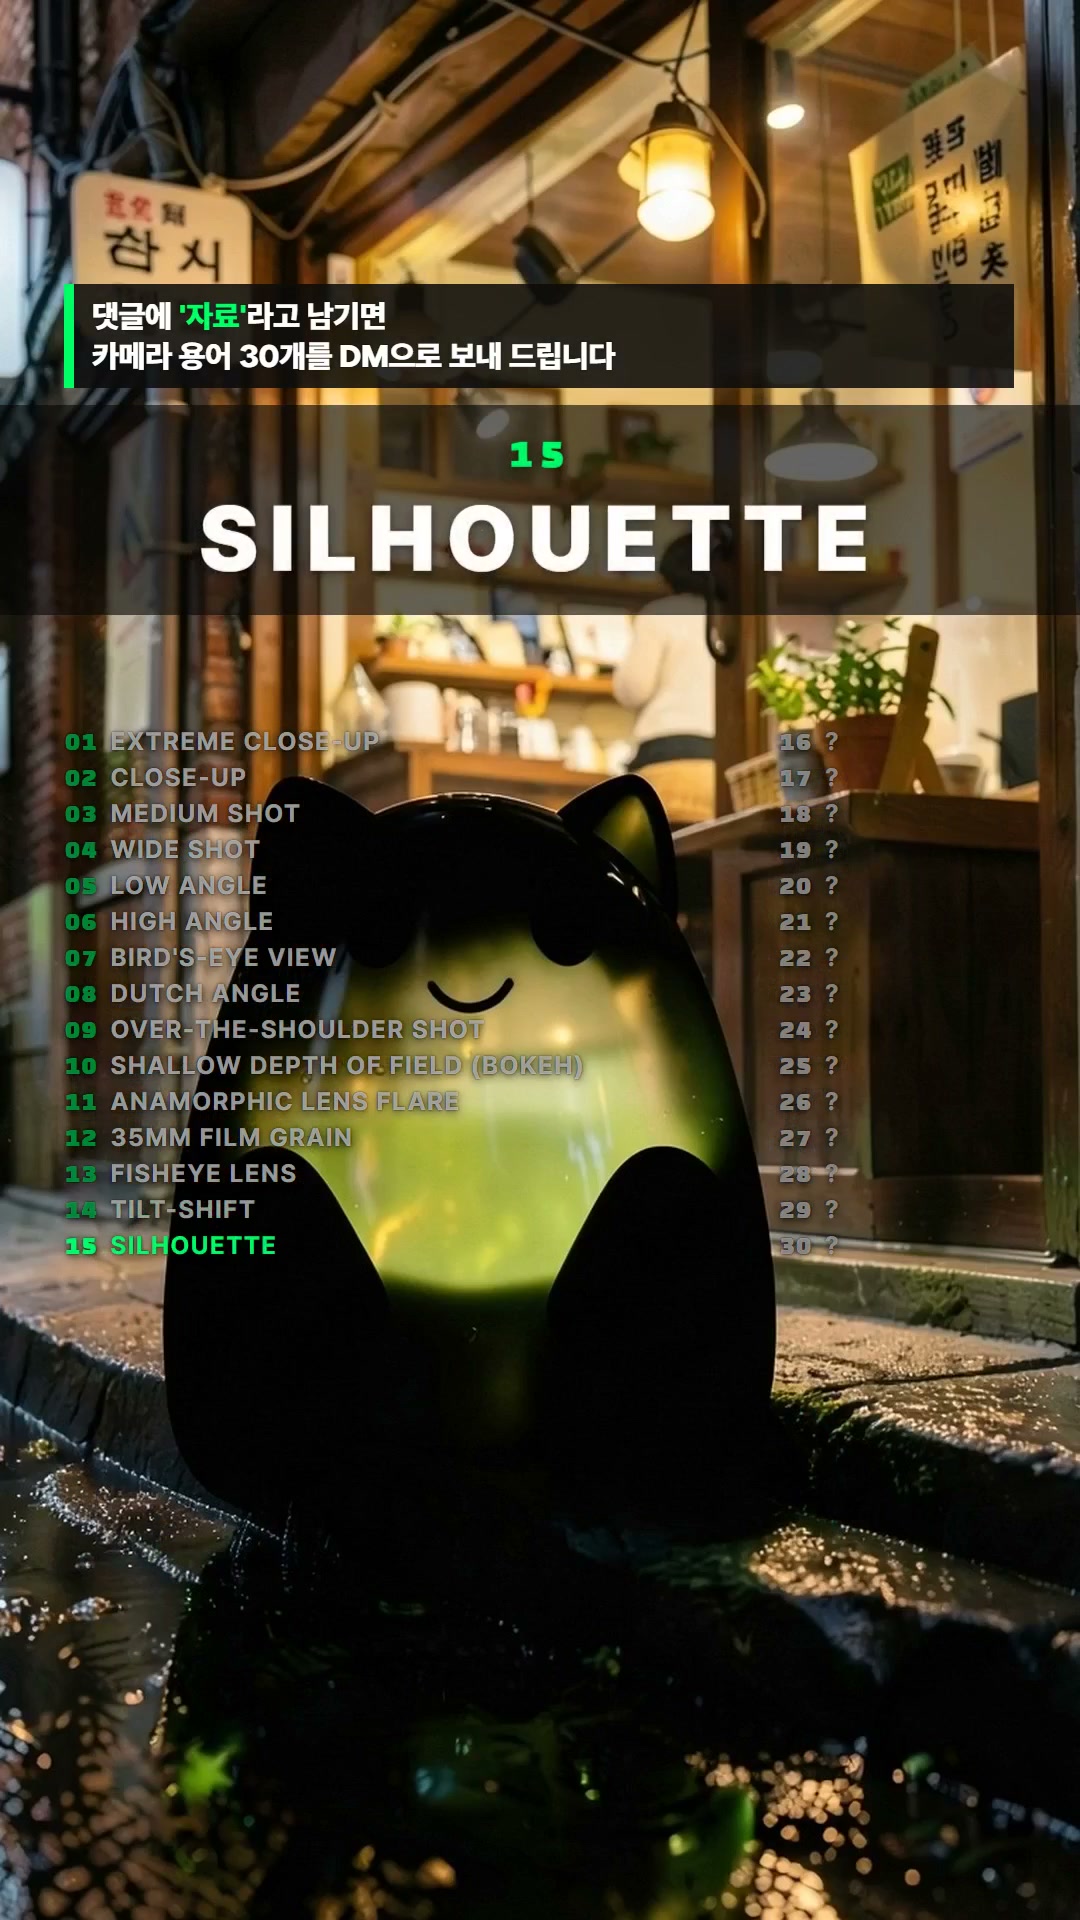 댓글에 '자료'라고 남기면
카메라 용어 30개를 DM으로 보내 드립니다
15
SILHOUETTE
01 EXTREME CLOSE-UP
02 CLOSE-UP
03 MEDIUM SHOT
04 WIDE SHOT
05 LOW ANGLE
06 HIGH ANGLE
07 BIRD'S-EYE VIEW
08 DUTCH ANGLE
09 OVER-THE-SHOULDER SHOT
10 SHALLOW DEPTH OF FIELD (BOKEH)
11 ANAMORPHIC LENS FLARE
12 35MM FILM GRAIN
13 FISHEYE LENS
14 TILT-SHIFT
15 SILHOUETTE
16 ?
17 ?
18 ?
19 ?
20 ?
21 ?
22 ?
23 ?
24 ?
25 ?
26 ?
27 ?
28 ?
29 ?
30 ?